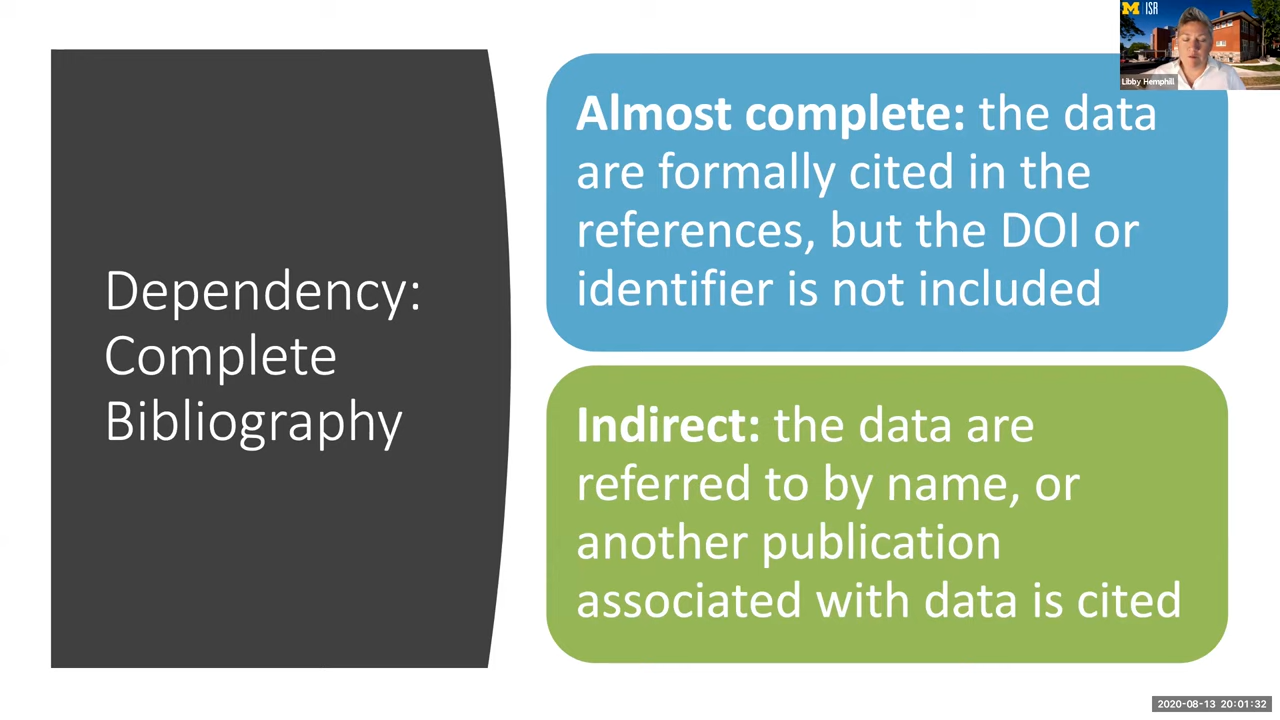 Dependency:
Complete
Bibliography
Almost complete: the data
are formally cited in the
references, but the DOI or
identifier is not included
Indirect: the data are
referred to by name, or
another publication
associated with data is cited
M ISR
Libby Hemphill
2020-08-13 20:01:32